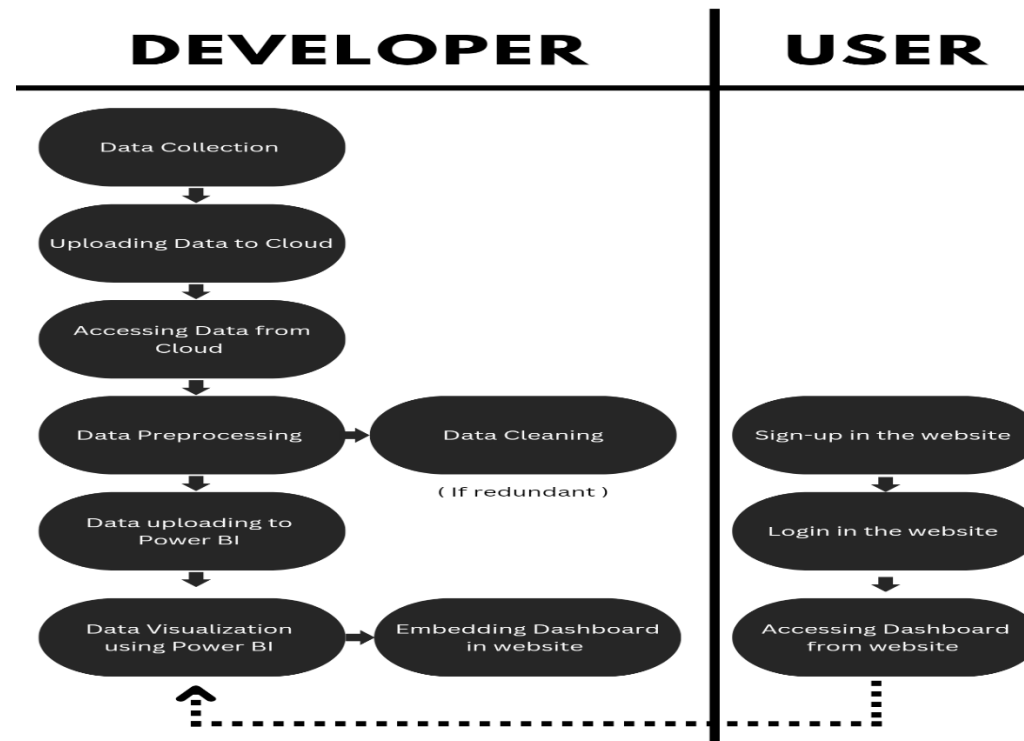 DEVELOPER
USER
Data Collection
Uploading Data to Cloud
Accessing Data from
Cloud
Data Preprocessing
Data Cleaning
( If redundant )
Data uploading to
Power BI
Data Visualization
using Power BI
Embedding Dashboard
in website
Sign-up in the website
Login in the website
Accessing Dashboard
from website